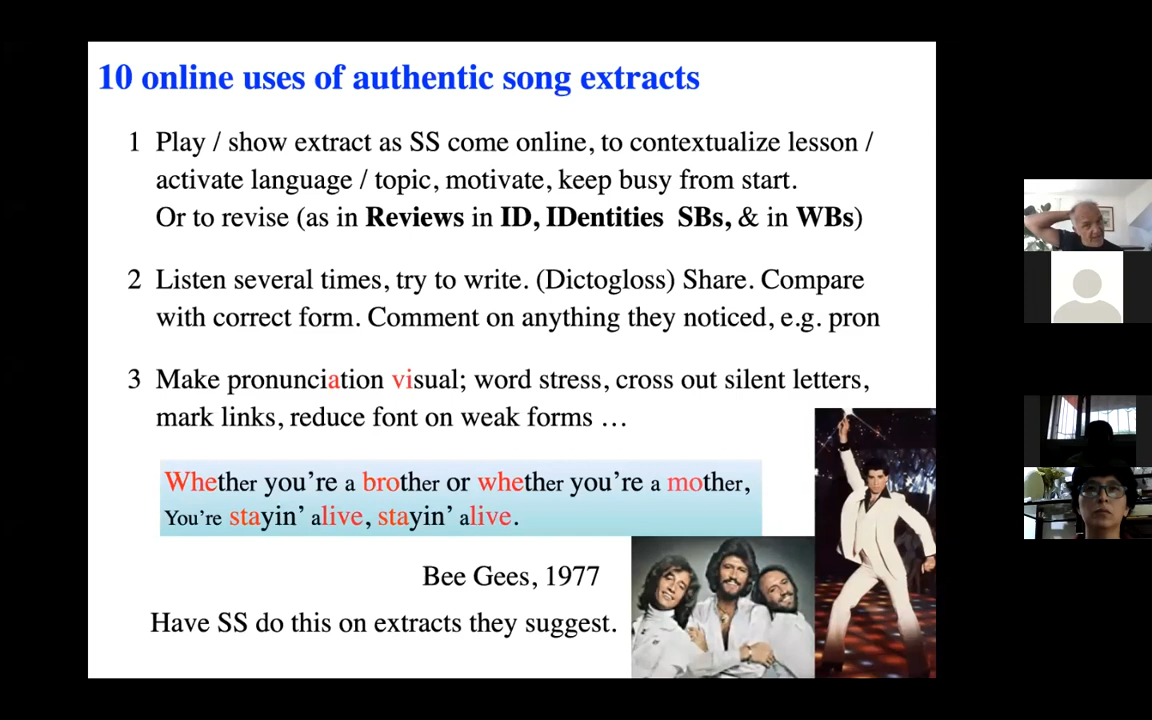 10 online uses of authentic song extracts
1 Play / show extract as SS come online, to contextualize lesson /
activate language / topic, motivate, keep busy from start.
Or to revise (as in Reviews in ID, IDentities SBs, & in WBs)
2 Listen several times, try to write. (Dictogloss) Share. Compare
with correct form. Comment on anything they noticed, e.g. pron
3 Make pronunciation visual; word stress, cross out silent letters,
mark links, reduce font on weak forms …
Whether you’re a brother or whether you’re a mother,
You’re stayin’ alive, stayin’ alive.
Bee Gees, 1977
Have SS do this on extracts they suggest.